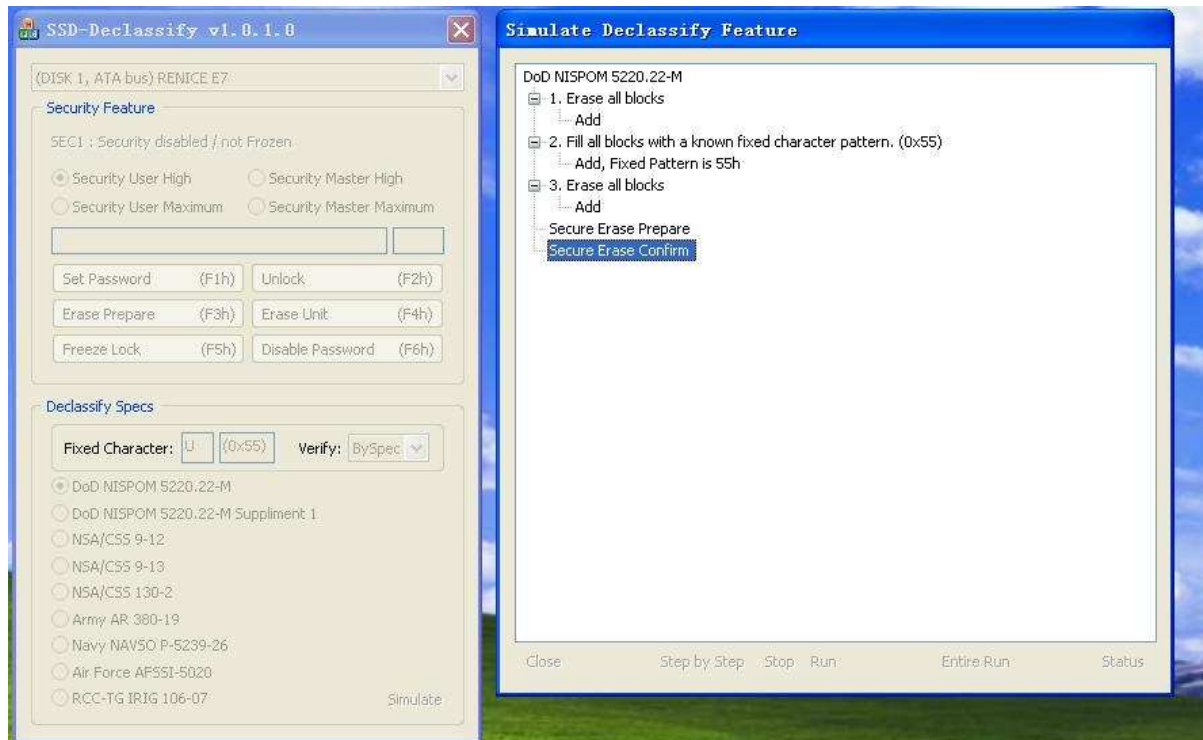 SSD-Declassify v1.0.1.0
(DISK 1, ATA bus) RENICE E7
Security Feature
SEC1 : Security disabled / not Frozen
Security User High Security Master High
Security User Maximum Security Master Maximum
Set Password (F1h) Unlock (F2h)
Erase Prepare (F3h) Erase Unit (F4h)
Freeze Lock (F5h) Disable Password (F6h)
Declassify Specs
Fixed Character: U (0x55) Verify: BySpec
DoD NISPOM 5220.22-M
DoD NISPOM 5220.22-M Suppliment 1
NSA/CSS 9-12
NSA/CSS 9-13
NSA/CSS 130-2
Army AR 380-19
Navy NAVSO P-5239-26
Air Force AFSSI-5020
RCC-TG IRIG 106-07 Simulate
Simulate Declassify Feature
DoD NISPOM 5220.22-M
1. Erase all blocks
Add
2. Fill all blocks with a known fixed character pattern. (0x55)
Add, Fixed Pattern is 55h
3. Erase all blocks
Add
Secure Erase Prepare
Secure Erase Confirm
Close Step by Step Stop Run Entire Run Status